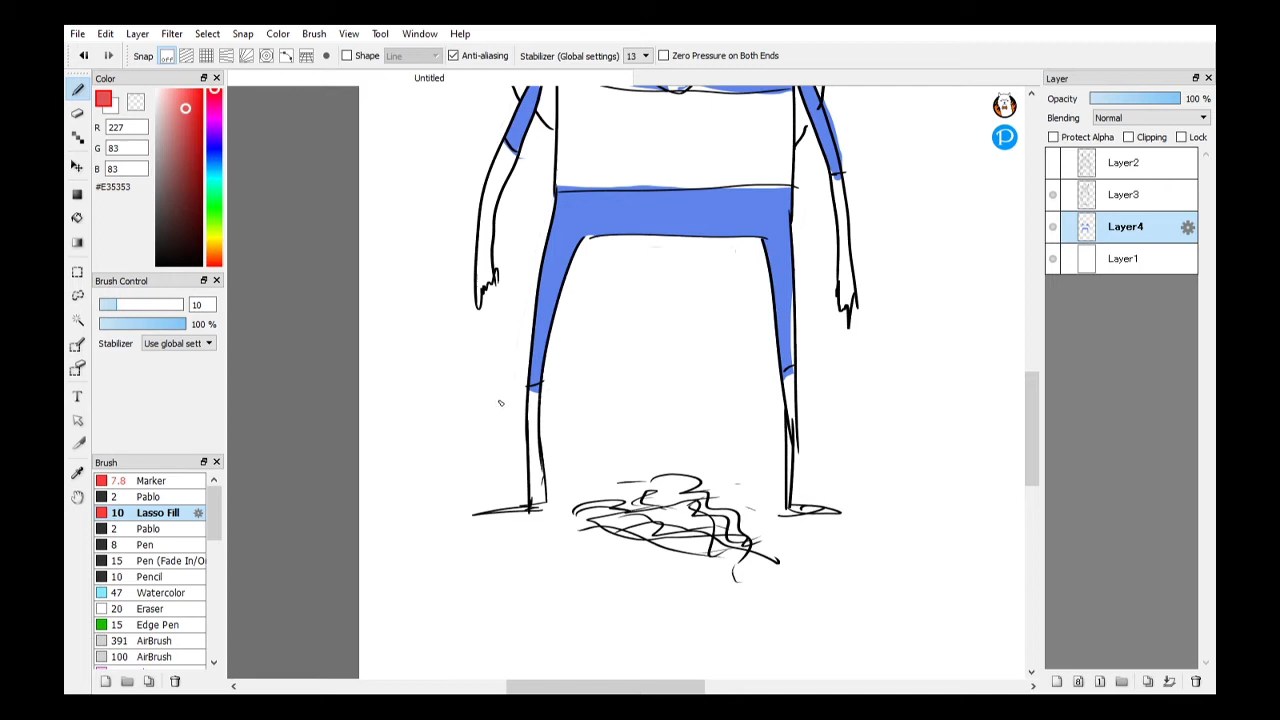 File Edit Layer Filter Select Snap Color Brush View Tool Window Help
Snap OFF Shape Line Anti-aliasing Stabilizer (Global settings) 13 Zero Pressure on Both Ends
Untitled
Color
R 227
G 83
B 83
#E35353
Brush Control
10
100 %
Stabilizer Use global sett
Brush
7.8 Marker
2 Pablo
10 Lasso Fill
2 Pablo
8 Pen
15 Pen (Fade In/O
10 Pencil
47 Watercolor
20 Eraser
15 Edge Pen
391 AirBrush
100 AirBrush
T
P
Layer
Opacity 100 %
Blending Normal
Protect Alpha Clipping Lock
Layer2
Layer3
Layer4
Layer1
8 1